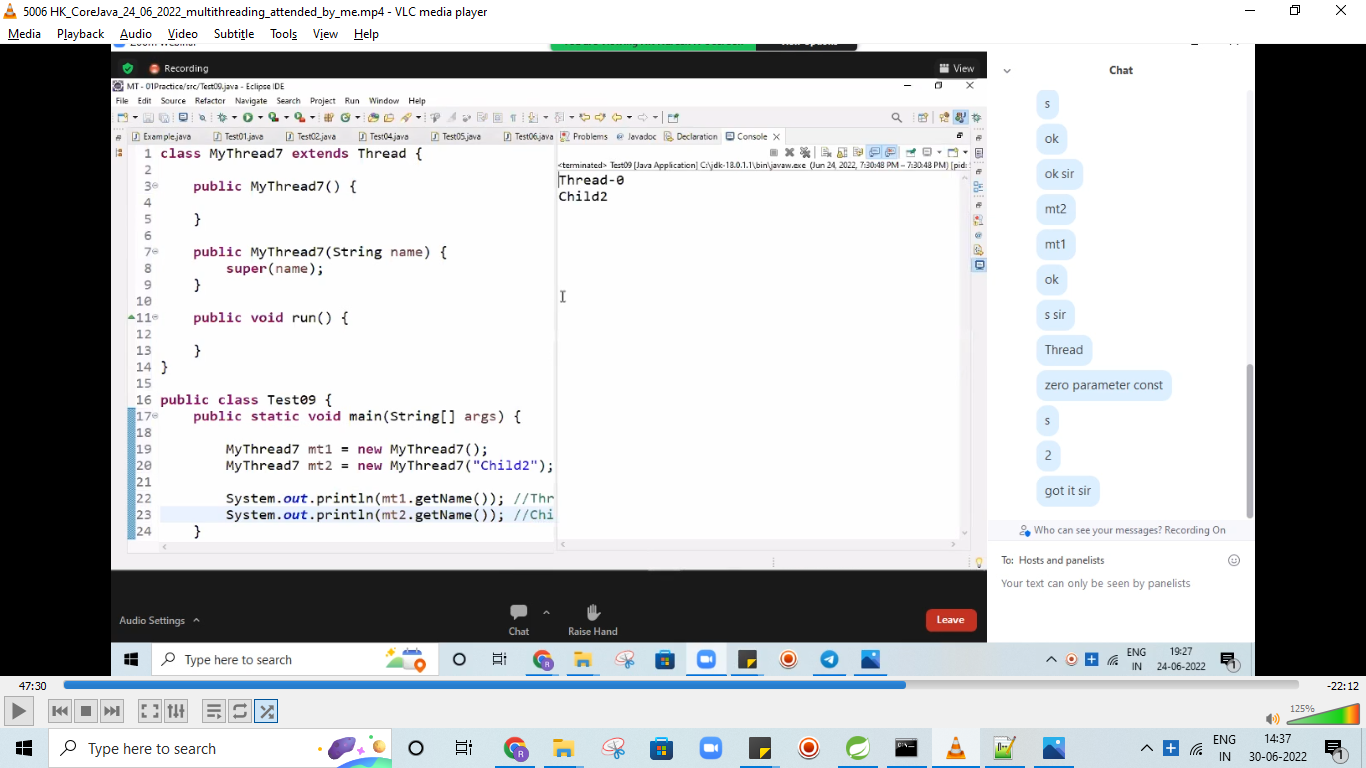 5006 HK_CoreJava_24_06_2022_multithreading_attended_by_me.mp4 - VLC media player
Media Playback Audio Video Subtitle Tools View Help
Recording
View
MT - 01Practice/src/Test09.java - Eclipse IDE
File Edit Source Refactor Navigate Search Project Run Window Help
Example.java Test01.java Test02.java Test04.java Test05.java Test06.java
Problems Javadoc Declaration Console
<terminated> Test09 [Java Application] C:\jdk-18.0.1.1\bin\javaw.exe (Jun 24, 2022, 7:30:48 PM – 7:30:48 PM) [pid:
Thread-0
Child2
1 class MyThread7 extends Thread {
2
3 public MyThread7() {
4
5 }
6
7 public MyThread7(String name) {
8 super(name);
9 }
10
11 public void run() {
12
13 }
14 }
15
16 public class Test09 {
17 public static void main(String[] args) {
18
19 MyThread7 mt1 = new MyThread7();
20 MyThread7 mt2 = new MyThread7("Child2");
21
22 System.out.println(mt1.getName()); //Thr
23 System.out.println(mt2.getName()); //Chi
24 }
Chat
s
ok
ok sir
mt2
mt1
ok
s sir
Thread
zero parameter const
s
2
got it sir
Who can see your messages? Recording On
To: Hosts and panelists
Your text can only be seen by panelists
Audio Settings
Chat
Raise Hand
Leave
Type here to search
ENG
IN
19:27
24-06-2022
1
47:30
-22:12
125%
Type here to search
ENG
IN
14:37
30-06-2022
1